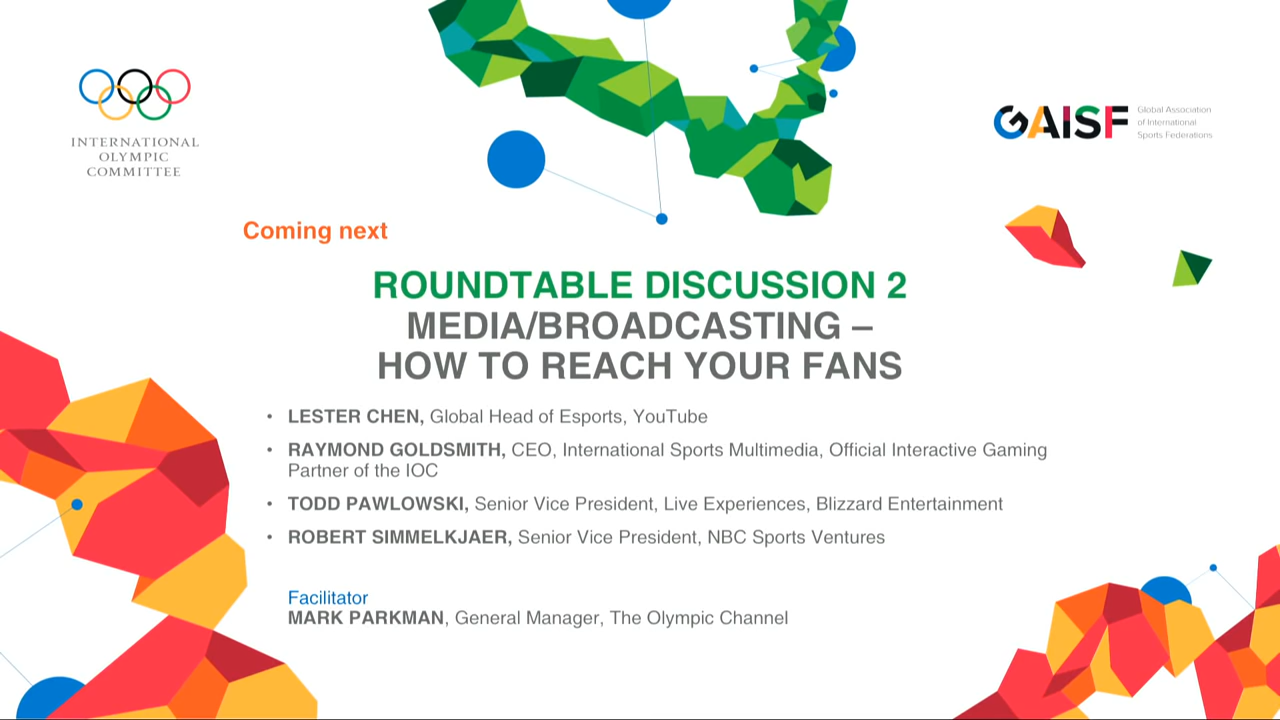 INTERNATIONAL
OLYMPIC
COMMITTEE
GAISF
Global Association
of International
Sports Federations
Coming next
ROUNDTABLE DISCUSSION 2
MEDIA/BROADCASTING –
HOW TO REACH YOUR FANS
• LESTER CHEN, Global Head of Esports, YouTube
• RAYMOND GOLDSMITH, CEO, International Sports Multimedia, Official Interactive Gaming
Partner of the IOC
• TODD PAWLOWSKI, Senior Vice President, Live Experiences, Blizzard Entertainment
• ROBERT SIMMELKJAER, Senior Vice President, NBC Sports Ventures
Facilitator
MARK PARKMAN, General Manager, The Olympic Channel